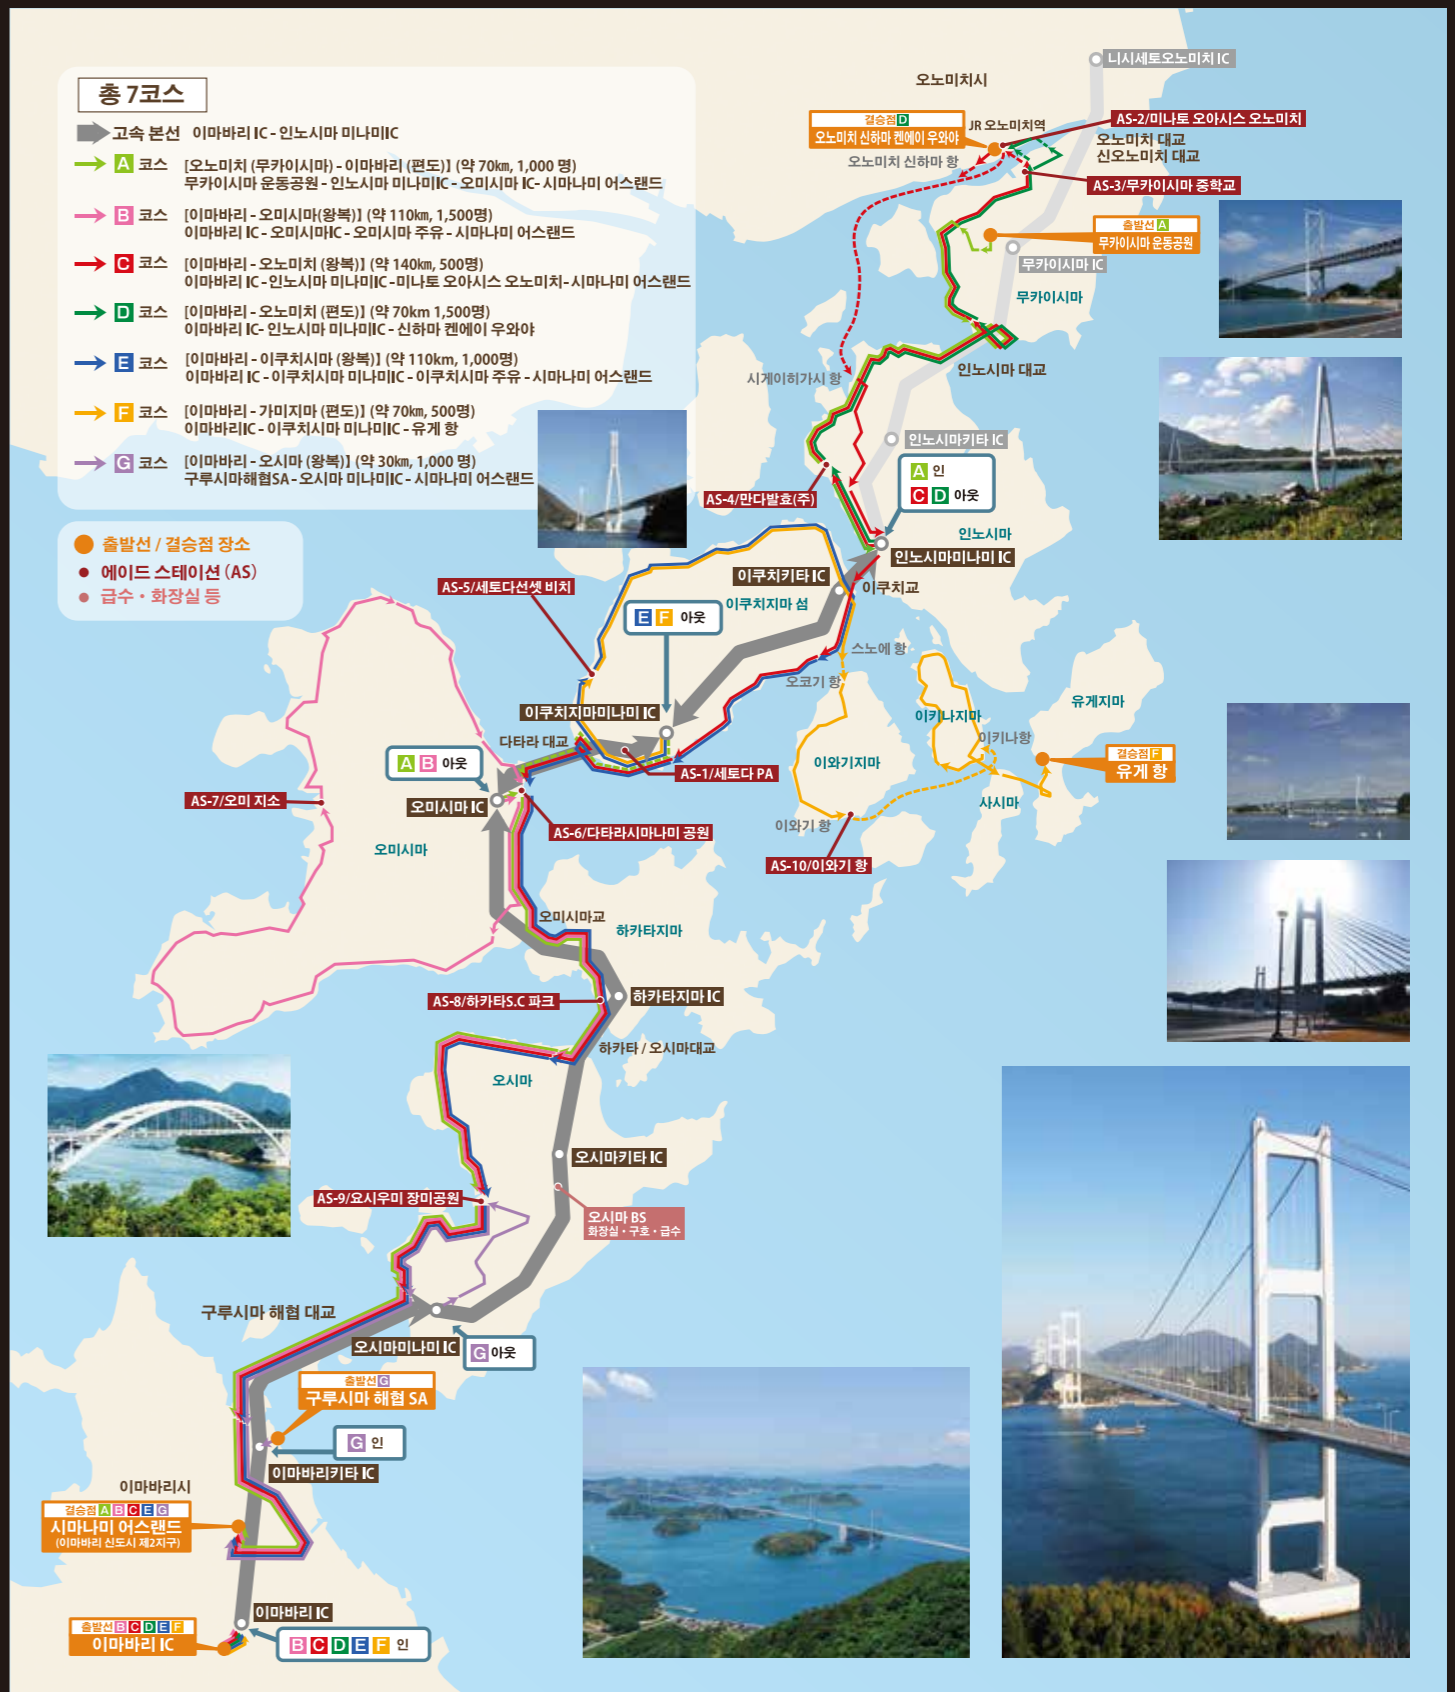 총 7코스
고속 본선 이마바리 IC - 인노시마 미나미IC
A 코스 [오노미치 (무카이시마) - 이마바리 (편도)] (약 70km, 1,000 명)
무카이시마 운동공원 - 인노시마 미나미IC - 오미시마 IC- 시마나미 어스랜드
B 코스 [이마바리 - 오미시마(왕복)] (약 110km, 1,500명)
이마바리 IC - 오미시마IC - 오미시마 주유 - 시마나미 어스랜드
C 코스 [이마바리 - 오노미치 (왕복)] (약 140km, 500명)
이마바리 IC -인노시마 미나미IC -미나토 오아시스 오노미치- 시마나미 어스랜드
D 코스 [이마바리 - 오노미치 (편도)] (약 70km 1,500명)
이마바리 IC- 인노시마 미나미IC - 신하마 켄에이 우와야
E 코스 [이마바리 - 이쿠치시마 (왕복)] (약 110km, 1,000명)
이마바리 IC - 이쿠치시마 미나미IC - 이쿠치시마 주유 - 시마나미 어스랜드
F 코스 [이마바리 - 가미지마 (편도)] (약 70km, 500명)
이마바리IC - 이쿠치시마 미나미IC - 유게 항
G 코스 [이마바리 - 오시마 (왕복)] (약 30km, 1,000 명)
구루시마해협SA - 오시마 미나미IC - 시마나미 어스랜드
출발선 / 결승점 장소
에이드 스테이션 (AS)
급수・화장실 등
니시세토오노미치 IC
오노미치시
결승점 D
오노미치 신하마 켄에이 우와야
JR 오노미치역
AS-2/미나토 오아시스 오노미치
오노미치 대교
신오노미치 대교
오노미치 신하마 항
AS-3/무카이시마 중학교
출발선 A
무카이시마 운동공원
무카이시마 IC
무카이시마
인노시마 대교
시게이히가시 항
인노시마키타 IC
A 인
C D 아웃
AS-4/만다발효(주)
인노시마
인노시마미나미 IC
이쿠치키타 IC
이쿠치교
AS-5/세토다선셋 비치
이쿠치지마 섬
E F 아웃
스노에 항
오코기 항
이쿠치지마미나미 IC
유게지마
이키나지마
이키나항
다타라 대교
이와기지마
결승점 F
유게 항
A B 아웃
AS-1/세토다 PA
AS-7/오미 지소
오미시마 IC
사시마
AS-6/다타라시마나미 공원
이와기 항
오미시마
AS-10/이와기 항
오미시마교
하카타지마
하카타지마 IC
AS-8/하카타S.C 파크
하카타 / 오시마대교
오시마
오시마키타 IC
AS-9/요시우미 장미공원
오시마 BS
화장실・구호・급수
구루시마 해협 대교
오시마미나미 IC
G 아웃
출발선 G
구루시마 해협 SA
G 인
이마바리키타 IC
이마바리시
결승점 A B C E G
시마나미 어스랜드
(이마바리 신도시 제2지구)
이마바리 IC
출발선 B C D E F
이마바리 IC
B C D E F 인